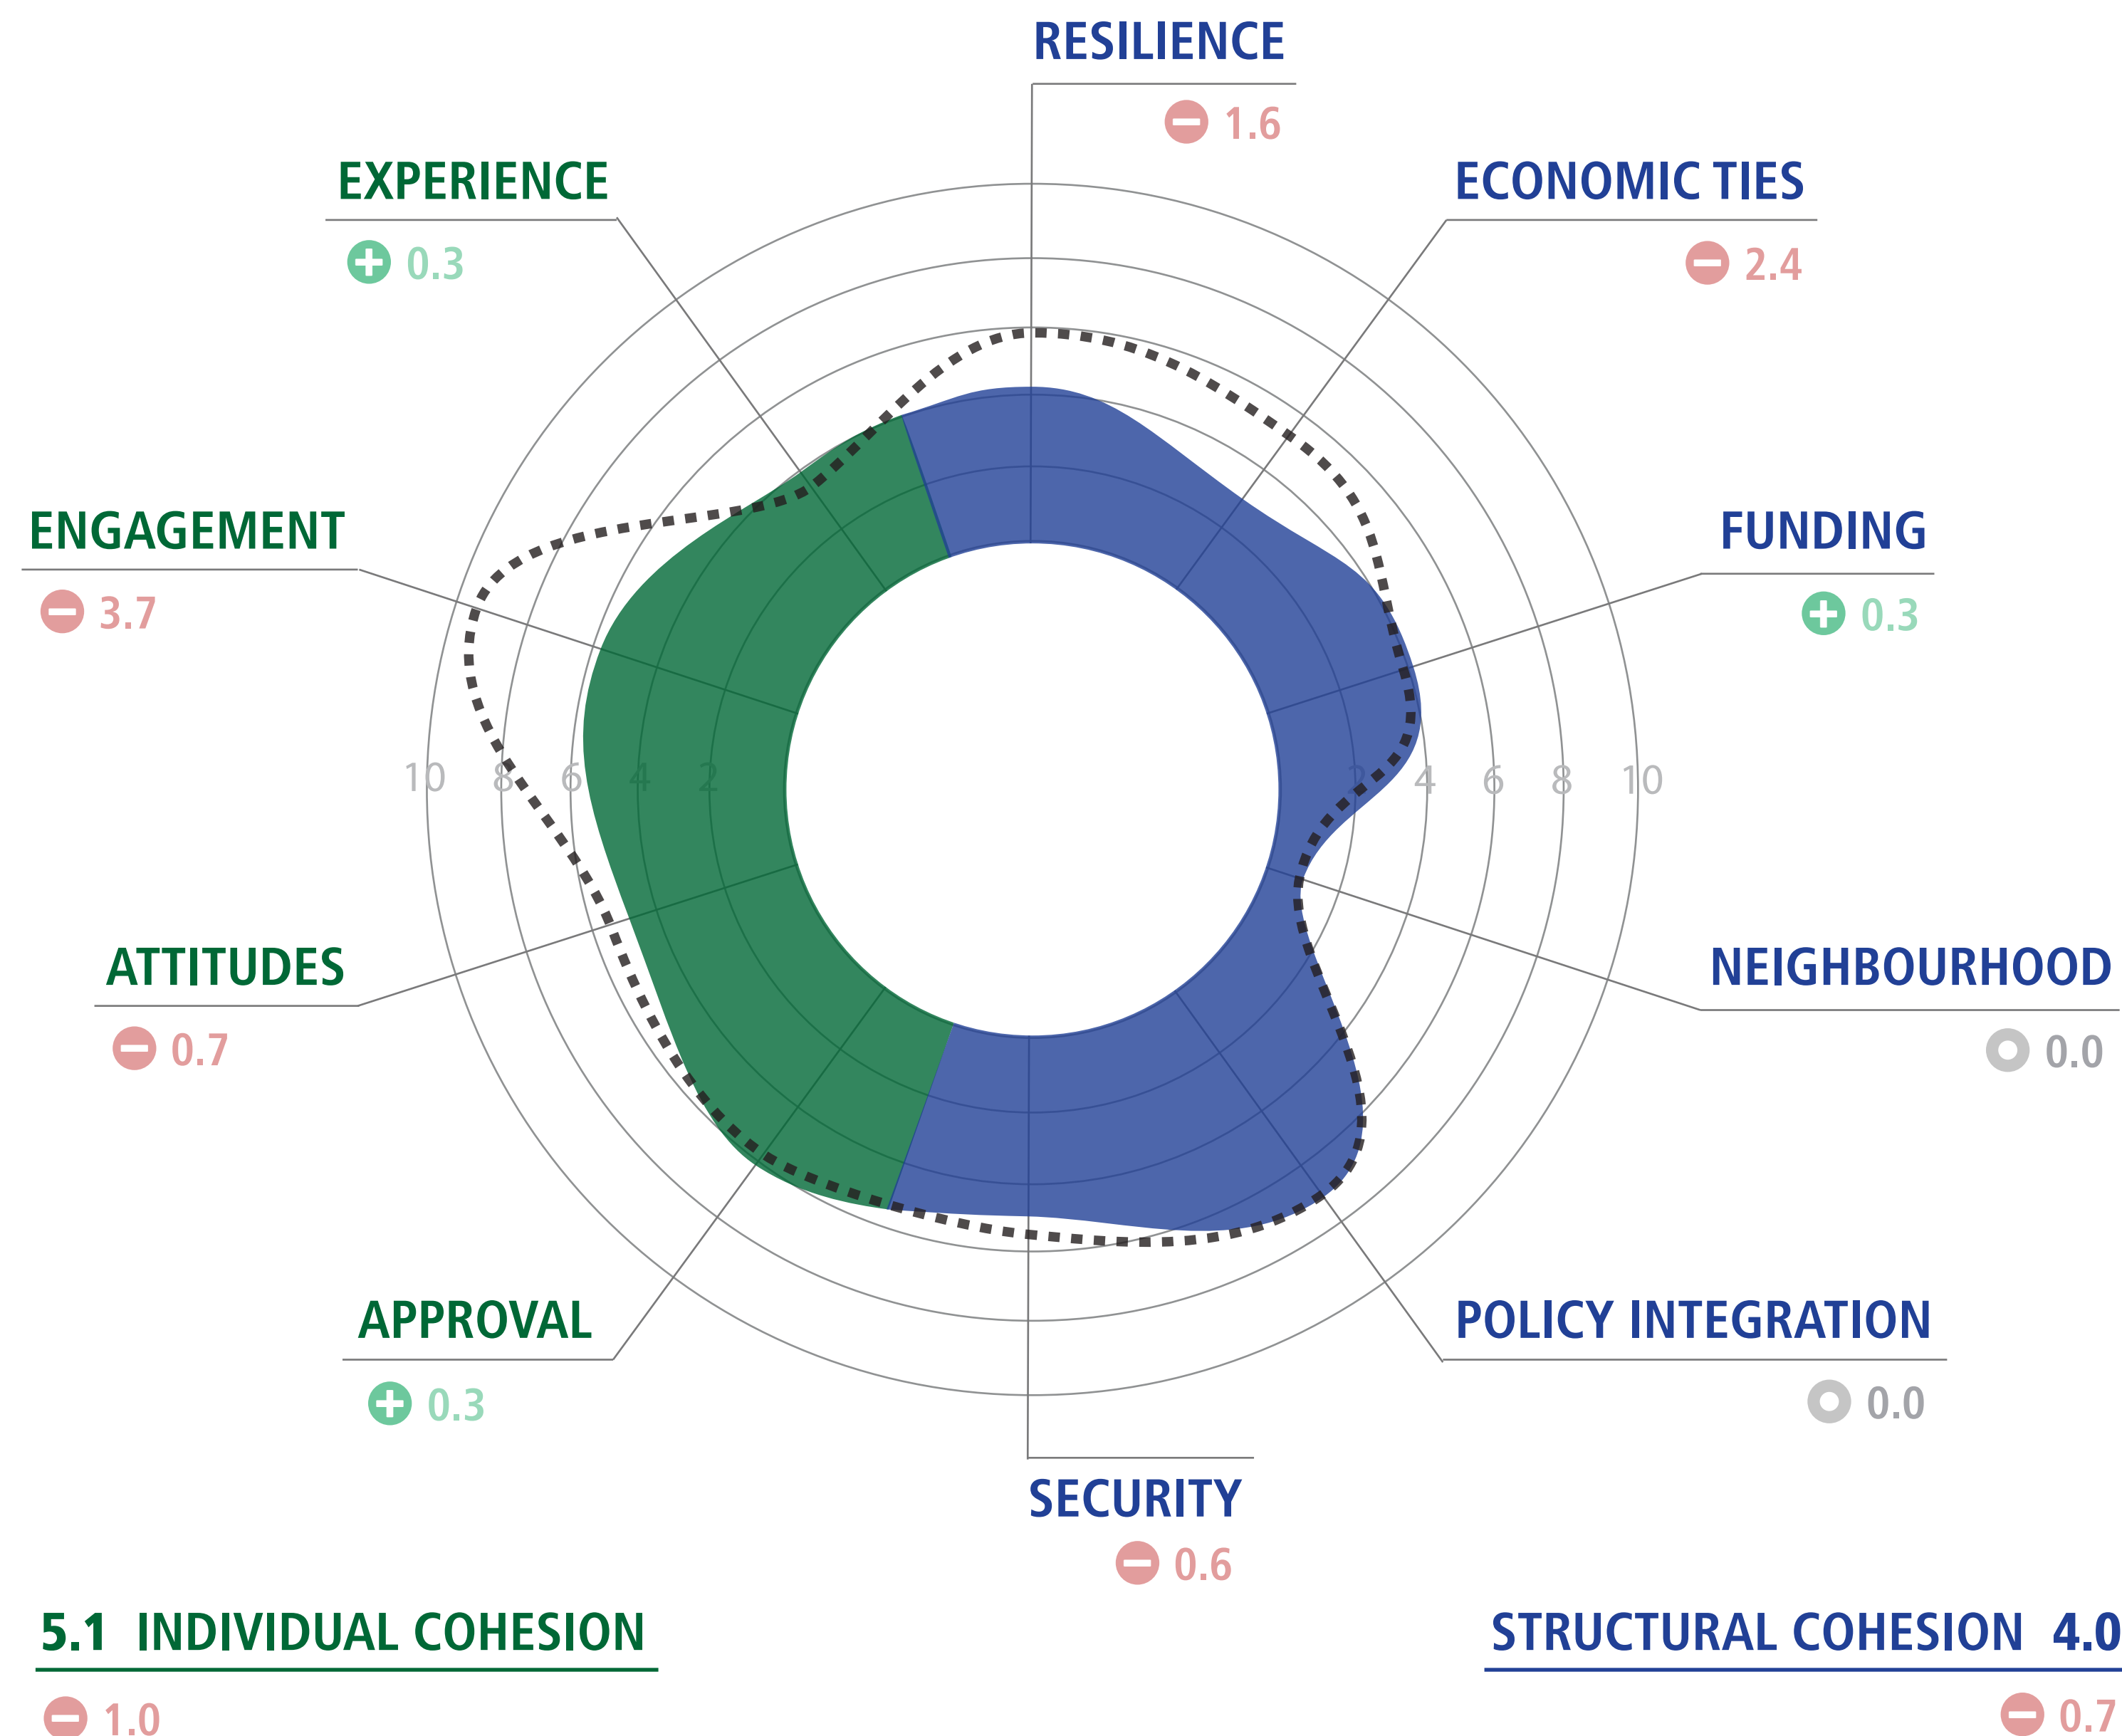 RESILIENCE
1.6
EXPERIENCE
0.3
ECONOMIC TIES
2.4
ENGAGEMENT
3.7
FUNDING
0.3
10 8 6 4 2
2 4 6 8 10
ATTITUDES
0.7
NEIGHBOURHOOD
0.0
APPROVAL
0.3
POLICY INTEGRATION
0.0
SECURITY
0.6
5.1 INDIVIDUAL COHESION
1.0
STRUCTURAL COHESION 4.0
0.7